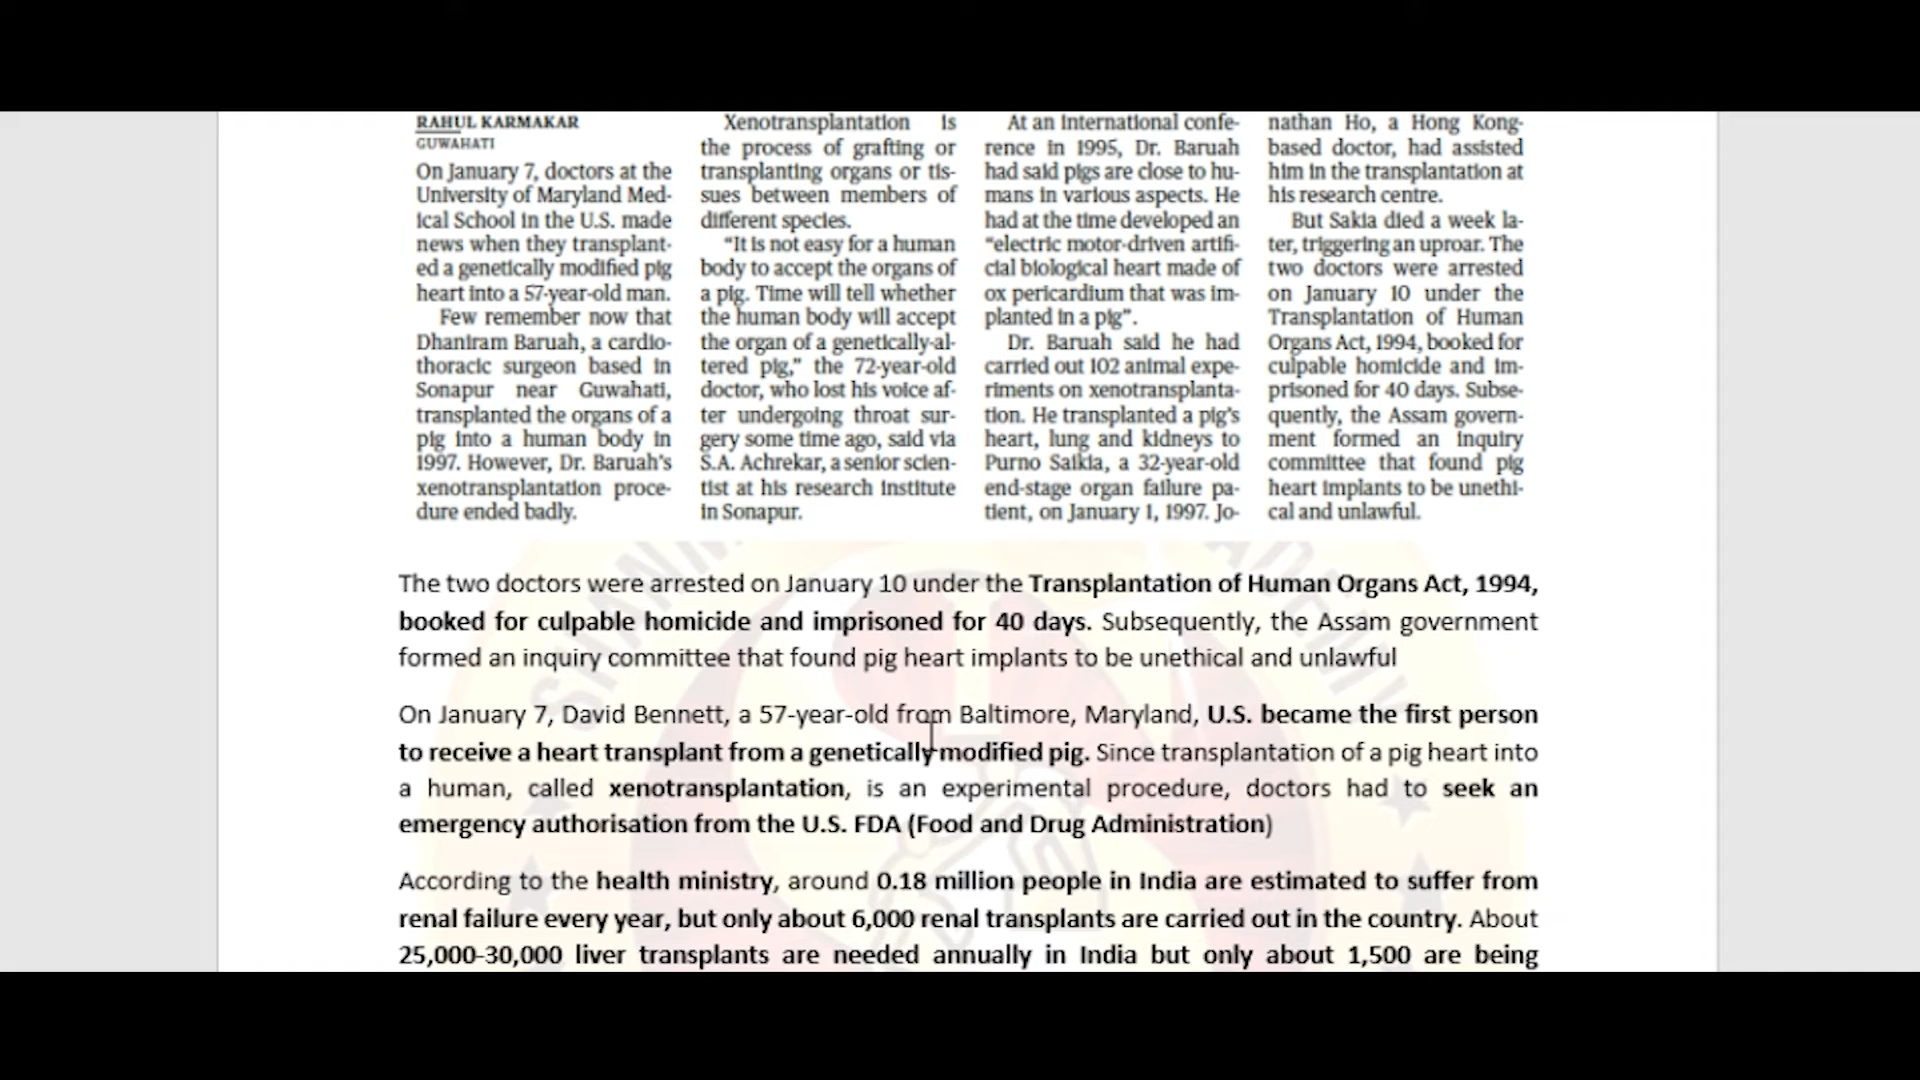 RAHUL KARMAKAR
GUWAHATI
On January 7, doctors at the
University of Maryland Med-
ical School in the U.S. made
news when they transplant-
ed a genetically modified pig
heart into a 57-year-old man.
Few remember now that
Dhaniram Baruah, a cardio-
thoracic surgeon based in
Sonapur near Guwahati,
transplanted the organs of a
pig into a human body in
1997. However, Dr. Baruah's
xenotransplantation proce-
dure ended badly.
Xenotransplantation is
the process of grafting or
transplanting organs or tis-
sues between members of
different species.
"It is not easy for a human
body to accept the organs of
a pig. Time will tell whether
the human body will accept
the organ of a genetically-al-
tered pig," the 72-year-old
doctor, who lost his voice af-
ter undergoing throat sur-
gery some time ago, said via
S.A. Achrekar, a senior scien-
tist at his research institute
in Sonapur.
At an international confe-
rence in 1995, Dr. Baruah
had said pigs are close to hu-
mans in various aspects. He
had at the time developed an
"electric motor-driven artifi-
cial biological heart made of
ox pericardium that was im-
planted in a pig".
Dr. Baruah said he had
carried out 102 animal expe-
riments on xenotransplanta-
tion. He transplanted a pig's
heart, lung and kidneys to
Purno Saikia, a 32-year-old
end-stage organ failure pa-
tient, on January 1, 1997. Jo-
nathan Ho, a Hong Kong-
based doctor, had assisted
him in the transplantation at
his research centre.
But Sakia died a week la-
ter, triggering an uproar. The
two doctors were arrested
on January 10 under the
Transplantation of Human
Organs Act, 1994, booked for
culpable homicide and im-
prisoned for 40 days. Subse-
quently, the Assam govern-
ment formed an inquiry
committee that found pig
heart implants to be unethi-
cal and unlawful.
The two doctors were arrested on January 10 under the Transplantation of Human Organs Act, 1994,
booked for culpable homicide and imprisoned for 40 days. Subsequently, the Assam government
formed an inquiry committee that found pig heart implants to be unethical and unlawful
On January 7, David Bennett, a 57-year-old from Baltimore, Maryland, U.S. became the first person
to receive a heart transplant from a genetically modified pig. Since transplantation of a pig heart into
a human, called xenotransplantation, is an experimental procedure, doctors had to seek an
emergency authorisation from the U.S. FDA (Food and Drug Administration)
According to the health ministry, around 0.18 million people in India are estimated to suffer from
renal failure every year, but only about 6,000 renal transplants are carried out in the country. About
25,000-30,000 liver transplants are needed annually in India but only about 1,500 are being